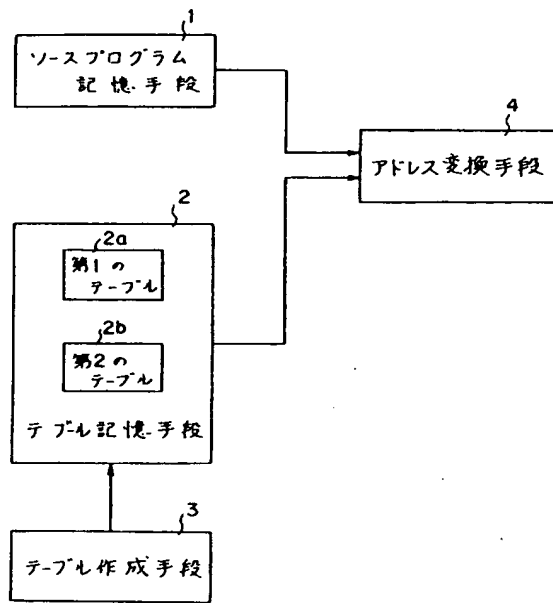 1
ソースプログラム
記憶手段
4
アドレス変換手段
2
2a
第1の
テーブル
2b
第2の
テーブル
テブール記憶手段
3
テーブル作成手段